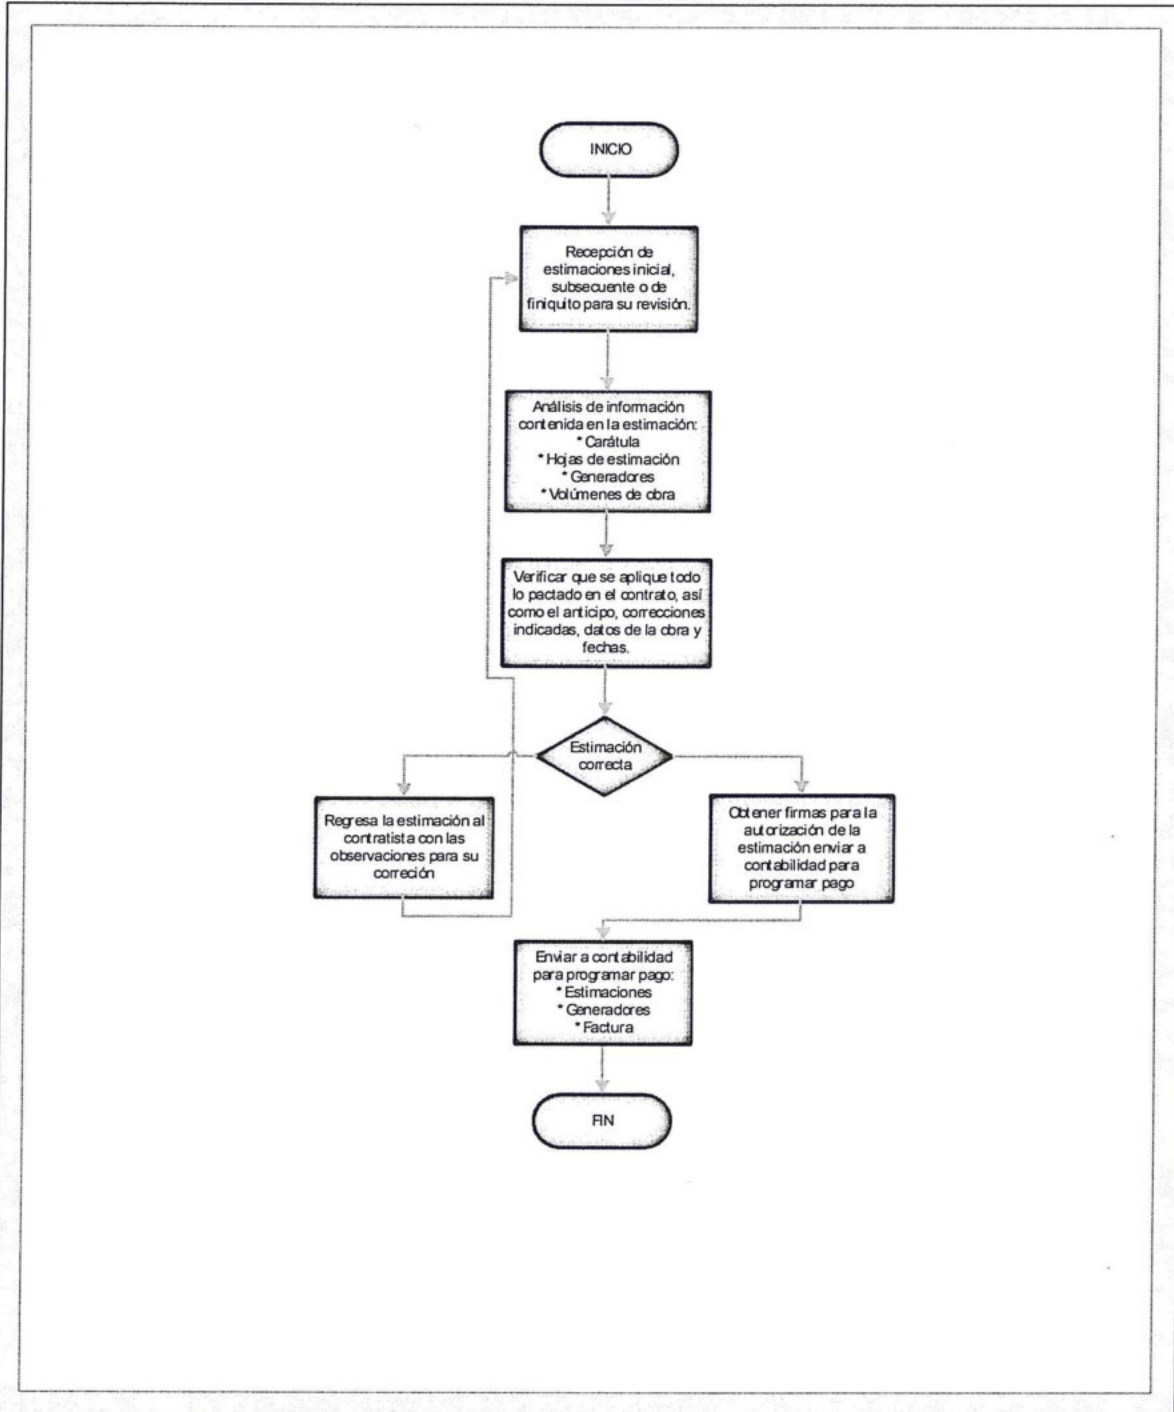 INICIO
Recepción de
estimaciones inicial,
subsecuente o de
finiquito para su revisión.
Análisis de información
contenida en la estimación:
* Carátula
* Hojas de estimación
* Generadores
* Volúmenes de obra
Verificar que se aplique todo
lo pactado en el contrato, así
como el anticipo, correcciones
indicadas, datos de la obra y
fechas.
Estimación
correcta
Regresa la estimación al
contratista con las
observaciones para su
correción
Obtener firmas para la
autorización de la
estimación enviar a
contabilidad para
programar pago
Enviar a contabilidad
para programar pago:
* Estimaciones
* Generadores
* Factura
FIN